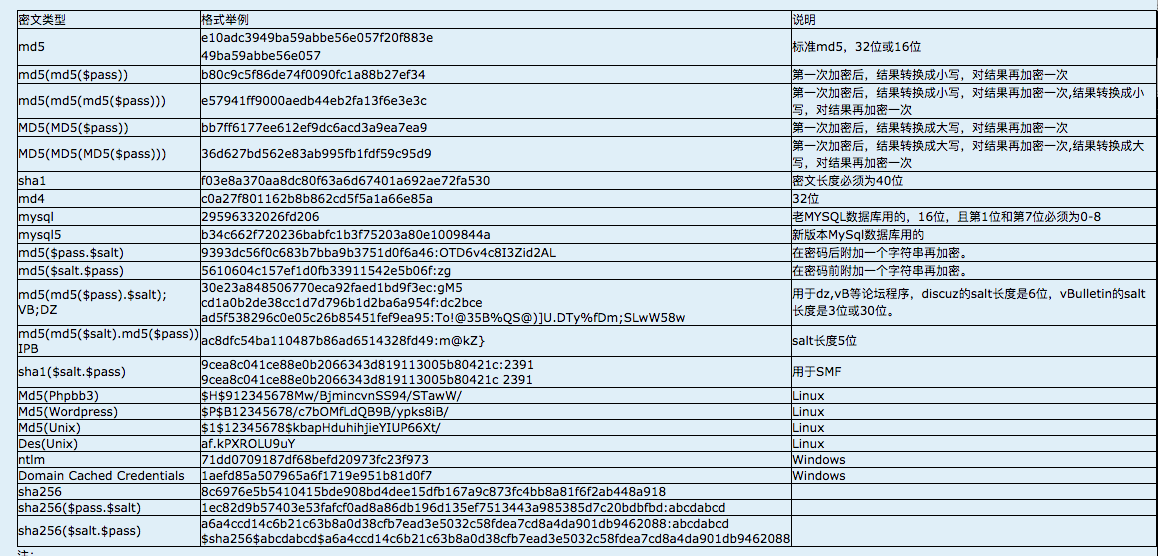 密文类型 格式举例 说明
md5 e10adc3949ba59abbe56e057f20f883e
49ba59abbe56e057 标准md5，32位或16位
md5(md5($pass)) b80c9c5f86de74f0090fc1a88b27ef34 第一次加密后，结果转换成小写，对结果再加密一次
md5(md5(md5($pass))) e57941ff9000aedb44eb2fa13f6e3e3c 第一次加密后，结果转换成小写，对结果再加密一次,结果转换成小
写，对结果再加密一次
MD5(MD5($pass)) bb7ff6177ee612ef9dc6acd3a9ea7ea9 第一次加密后，结果转换成大写，对结果再加密一次
MD5(MD5(MD5($pass))) 36d627bd562e83ab995fb1fdf59c95d9 第一次加密后，结果转换成大写，对结果再加密一次,结果转换成大
写，对结果再加密一次
sha1 f03e8a370aa8dc80f63a6d67401a692ae72fa530 密文长度必须为40位
md4 c0a27f801162b8b862cd5f5a1a66e85a 32位
mysql 29596332026fd206 老MYSQL数据库用的，16位，且第1位和第7位必须为0-8
mysql5 b34c662f720236babfc1b3f75203a80e1009844a 新版本MySql数据库用的
md5($pass.$salt) 9393dc56f0c683b7bba9b3751d0f6a46:OTD6v4c8I3Zid2AL 在密码后附加一个字符串再加密。
md5($salt.$pass) 5610604c157ef1d0fb33911542e5b06f:zg 在密码前附加一个字符串再加密。
md5(md5($pass).$salt);
VB;DZ 30e23a848506770eca92faed1bd9f3ec:gM5
cd1a0b2de38cc1d7d796b1d2ba6a954f:dc2bce
ad5f538296c0e05c26b85451fef9ea95:To!@35B%QS@)]U.DTy%fDm;SLwW58w 用于dz,vB等论坛程序，discuz的salt长度是6位，vBulletin的salt
长度是3位或30位。
md5(md5($salt).md5($pass))
IPB ac8dfc54ba110487b86ad6514328fd49:m@kZ} salt长度5位
sha1($salt.$pass) 9cea8c041ce88e0b2066343d819113005b80421c:2391
9cea8c041ce88e0b2066343d819113005b80421c 2391 用于SMF
Md5(Phpbb3) $H$912345678Mw/BjmincvnSS94/STawW/ Linux
Md5(Wordpress) $P$B12345678/c7bOMfLdQB9B/ypks8iB/ Linux
Md5(Unix) $1$12345678$kbapHduhihjieYIUP66Xt/ Linux
Des(Unix) af.kPXROLU9uY Linux
ntlm 71dd0709187df68befd20973fc23f973 Windows
Domain Cached Credentials 1aefd85a507965a6f1719e951b81d0f7 Windows
sha256 8c6976e5b5410415bde908bd4dee15dfb167a9c873fc4bb8a81f6f2ab448a918
sha256($pass.$salt) 1ec82d9b57403e53fafcf0ad8a86db196d135ef7513443a985385d7c20bdbfbd:abcdabcd
sha256($salt.$pass) a6a4ccd14c6b21c63b8a0d38cfb7ead3e5032c58fdea7cd8a4da901db9462088:abcdabcd
$sha256$abcdabcd$a6a4ccd14c6b21c63b8a0d38cfb7ead3e5032c58fdea7cd8a4da901db9462088